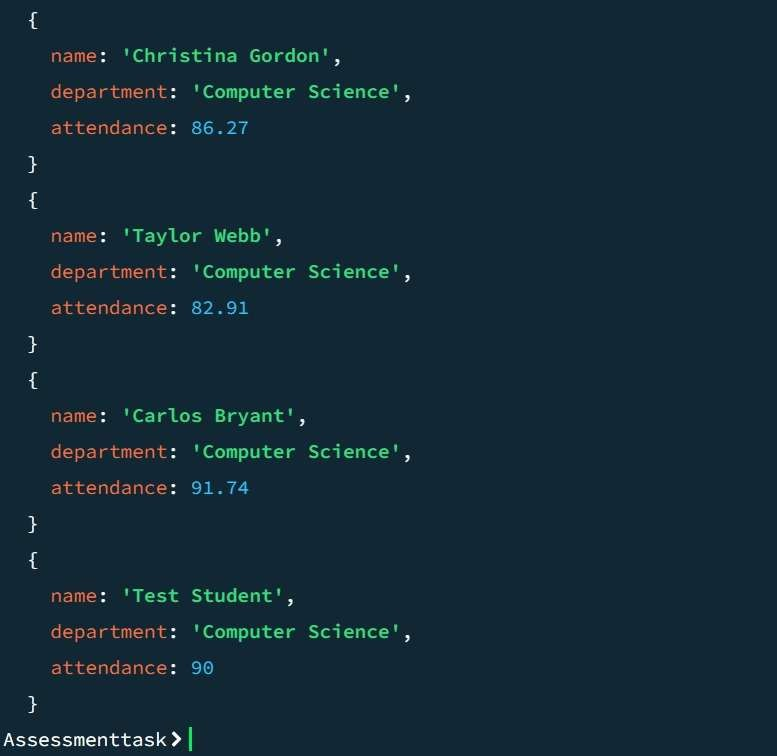 {
name: 'Christina Gordon',
department: 'Computer Science',
attendance: 86.27
}
{
name: 'Taylor Webb',
department: 'Computer Science',
attendance: 82.91
}
{
name: 'Carlos Bryant',
department: 'Computer Science',
attendance: 91.74
}
{
name: 'Test Student',
department: 'Computer Science',
attendance: 90
}
Assessmenttask>